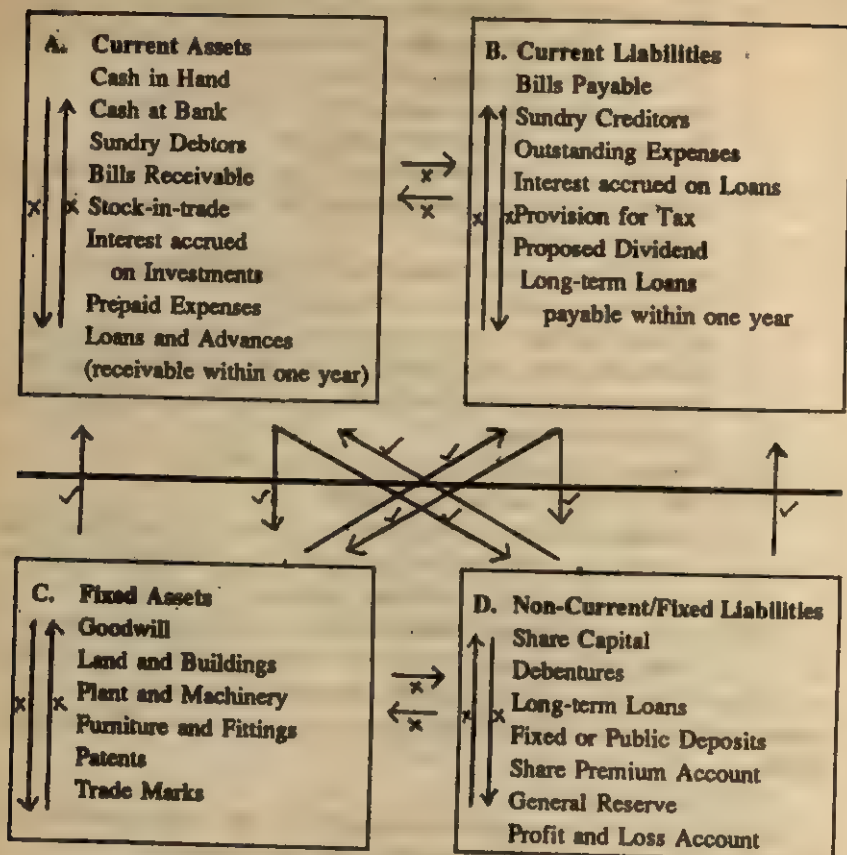 A. Current Assets
Cash in Hand
Cash at Bank
Sundry Debtors
Bills Receivable
Stock-in-trade
Interest accrued
on Investments
Prepaid Expenses
Loans and Advances
(receivable within one year)
B. Current Liabilities
Bills Payable
Sundry Creditors
Outstanding Expenses
Interest accrued on Loans
Provision for Tax
Proposed Dividend
Long-term Loans
payable within one year
C. Fixed Assets
Goodwill
Land and Buildings
Plant and Machinery
Furniture and Fittings
Patents
Trade Marks
D. Non-Current/Fixed Liabilities
Share Capital
Debentures
Long-term Loans
Fixed or Public Deposits
Share Premium Account
General Reserve
Profit and Loss Account